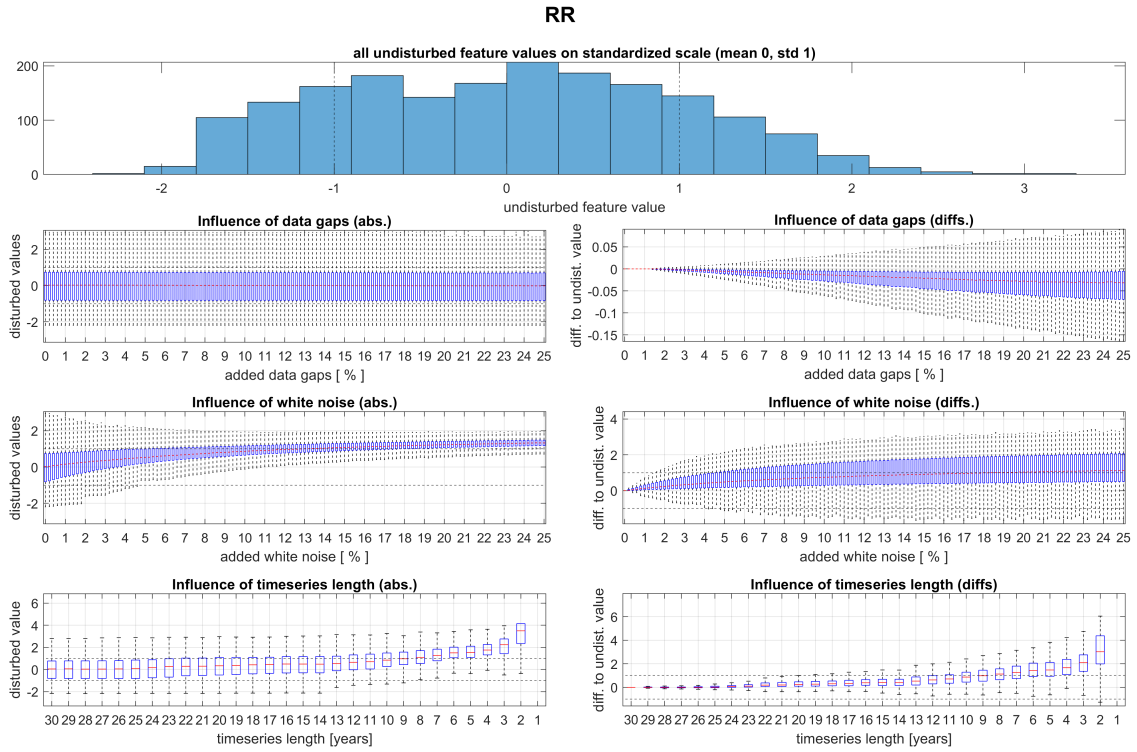 RR
all undisturbed feature values on standardized scale (mean 0, std 1)
200
100
0
-2 -1 0 1 2 3
undisturbed feature value
Influence of data gaps (abs.)
disturbed values
2
0
-2
0 1 2 3 4 5 6 7 8 9 10 11 12 13 14 15 16 17 18 19 20 21 22 23 24 25
added data gaps [ % ]
Influence of data gaps (diffs.)
diff. to undist. value
0.05
0
-0.05
-0.1
-0.15
0 1 2 3 4 5 6 7 8 9 10 11 12 13 14 15 16 17 18 19 20 21 22 23 24 25
added data gaps [ % ]
Influence of white noise (abs.)
disturbed values
2
0
-2
0 1 2 3 4 5 6 7 8 9 10 11 12 13 14 15 16 17 18 19 20 21 22 23 24 25
added white noise [ % ]
Influence of white noise (diffs.)
diff. to undist. value
4
2
0
-2
0 1 2 3 4 5 6 7 8 9 10 11 12 13 14 15 16 17 18 19 20 21 22 23 24 25
added white noise [ % ]
Influence of timeseries length (abs.)
disturbed value
6
4
2
0
-2
30 29 28 27 26 25 24 23 22 21 20 19 18 17 16 15 14 13 12 11 10 9 8 7 6 5 4 3 2 1
timeseries length [years]
Influence of timeseries length (diffs)
diff. to undist. value
6
4
2
0
30 29 28 27 26 25 24 23 22 21 20 19 18 17 16 15 14 13 12 11 10 9 8 7 6 5 4 3 2 1
timeseries length [years]